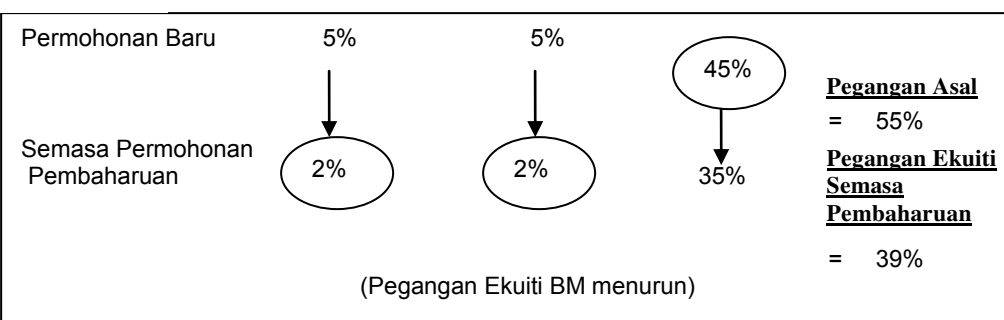 Permohonan Baru 5% 5% 45%
Pegangan Asal
= 55%
Semasa Permohonan
Pembaharuan 2% 2% 35%
Pegangan Ekuiti
Semasa
Pembaharuan
= 39%
(Pegangan Ekuiti BM menurun)